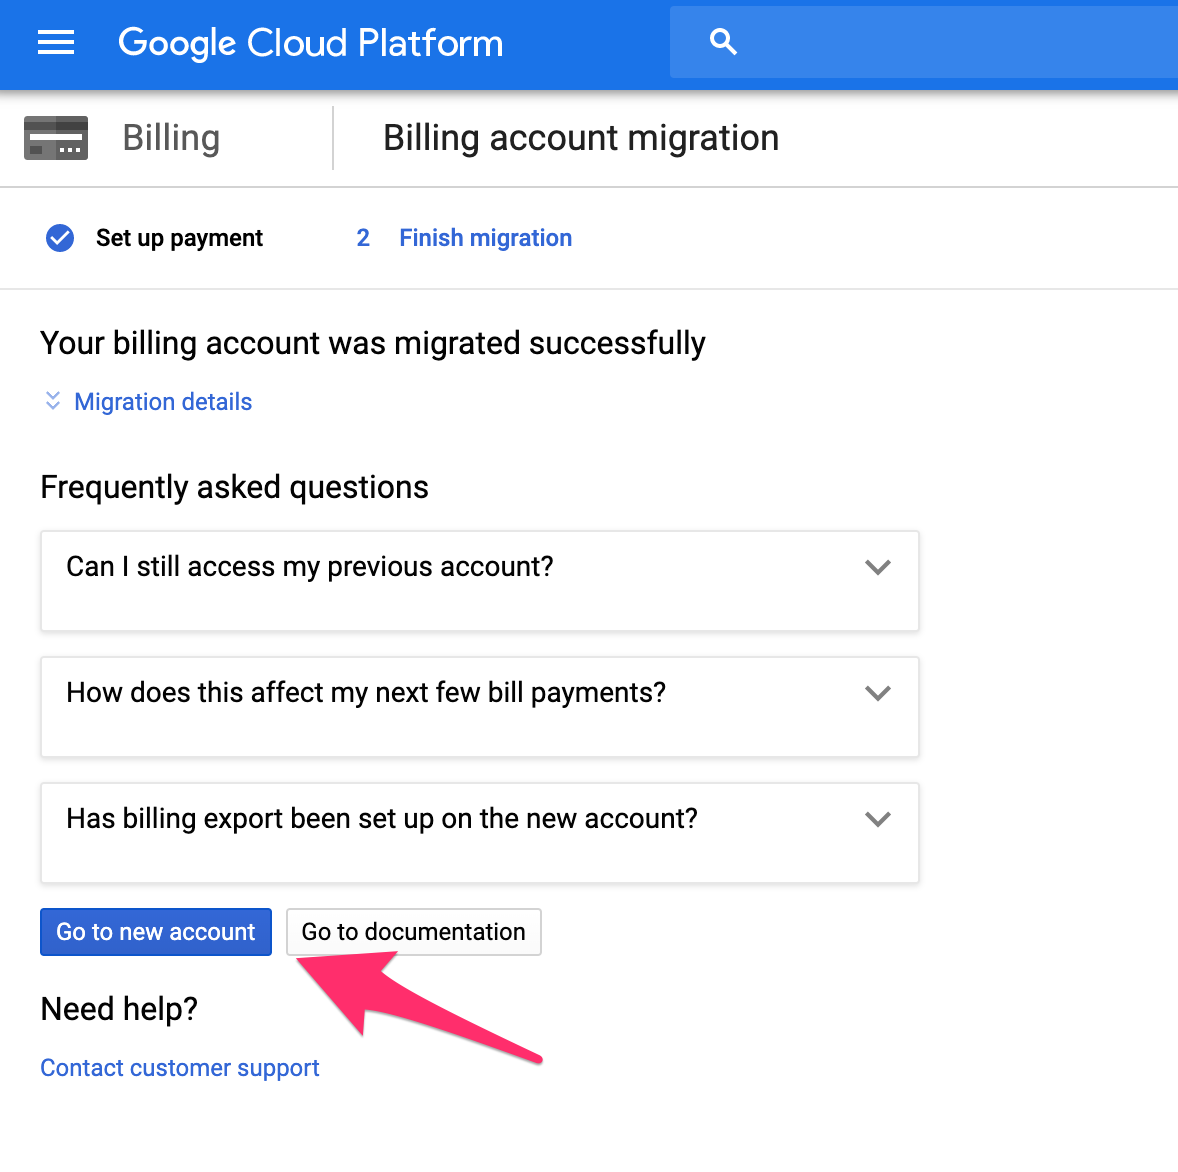 Google Cloud Platform
Billing
Billing account migration
Set up payment
2 Finish migration
Your billing account was migrated successfully
Migration details
Frequently asked questions
Can I still access my previous account?
How does this affect my next few bill payments?
Has billing export been set up on the new account?
Go to new account
Go to documentation
Need help?
Contact customer support